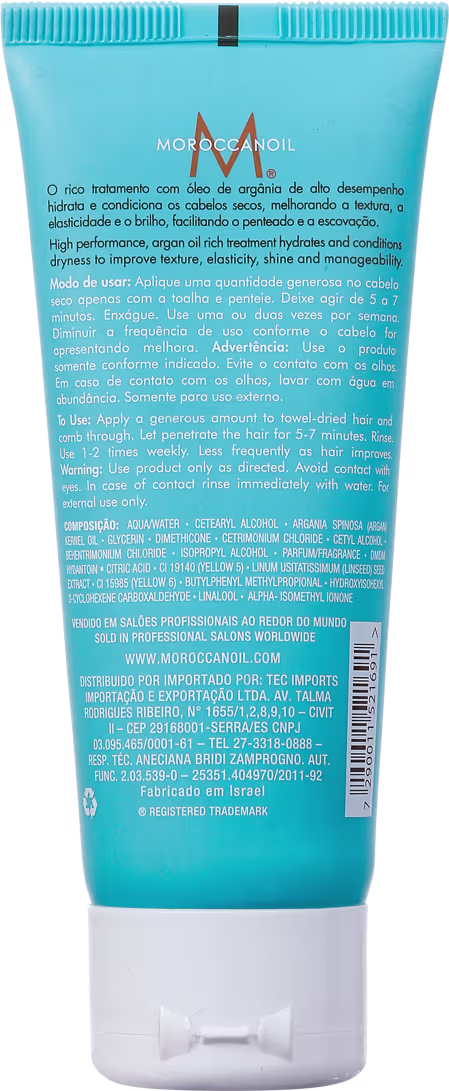 MOROCCANOIL
M®
O rico tratamento com óleo de argânia de alto desempenho
hidrata e condiciona os cabelos secos, melhorando a textura, a
elasticidade e o brilho, facilitando o penteado e a escovação.
High performance, argan oil rich treatment hydrates and conditions
dryness to improve texture, elasticity, shine and manageability.
Modo de usar: Aplique uma quantidade generosa no cabelo
seco apenas com a toalha e penteie. Deixe agir de 5 a 7
minutos. Enxágue. Use uma ou duas vezes por semana.
Diminuir a frequência de uso conforme o cabelo for
apresentando melhora. Advertência: Use o produto
somente conforme indicado. Evite o contato com os olhos.
Em caso de contato com os olhos, lavar com água em
abundância. Somente para uso externo.
To Use: Apply a generous amount to towel-dried hair and
comb through. Let penetrate the hair for 5-7 minutes. Rinse.
Use 1-2 times weekly. Less frequently as hair improves.
Warning: Use product only as directed. Avoid contact with
eyes. In case of contact rinse immediately with water. For
external use only.
COMPOSIÇÃO: AQUA/WATER • CETEARYL ALCOHOL • ARGANIA SPINOSA (ARGAN)
KERNEL OIL • GLYCERIN • DIMETHICONE • CETRIMONIUM CHLORIDE • CETYL ALCOHOL •
BEHENTRIMONIUM CHLORIDE • ISOPROPYL ALCOHOL • PARFUM/FRAGRANCE • DMDM
HYDANTOIN • CITRIC ACID • CI 19140 (YELLOW 5) • LINUM USITATISSIMUM (LINSEED) SEED
EXTRACT • CI 15985 (YELLOW 6) • BUTYLPHENYL METHYLPROPIONAL • HYDROXYISOHEXYL
3-CYCLOHEXENE CARBOXALDEHYDE • LINALOOL • ALPHA- ISOMETHYL IONONE
VENDIDO EM SALÕES PROFISSIONAIS AO REDOR DO MUNDO
SOLD IN PROFESSIONAL SALONS WORLDWIDE
WWW.MOROCCANOIL.COM
DISTRIBUIDO POR IMPORTADO POR: TEC IMPORTS
IMPORTAÇÃO E EXPORTAÇÃO LTDA. AV. TALMA
RODRIGUES RIBEIRO, N° 1655/1,2,8,9,10 – CIVIT
II – CEP 29168001-SERRA/ES CNPJ
03.095.465/0001-61 – TEL 27-3318-0888 –
RESP. TÉC. ANECIANA BRIDI ZAMPROGNO. AUT.
FUNC. 2.03.539-0 – 25351.404970/2011-92
Fabricado em Israel
® REGISTERED TRADEMARK
7 290011 521691 >